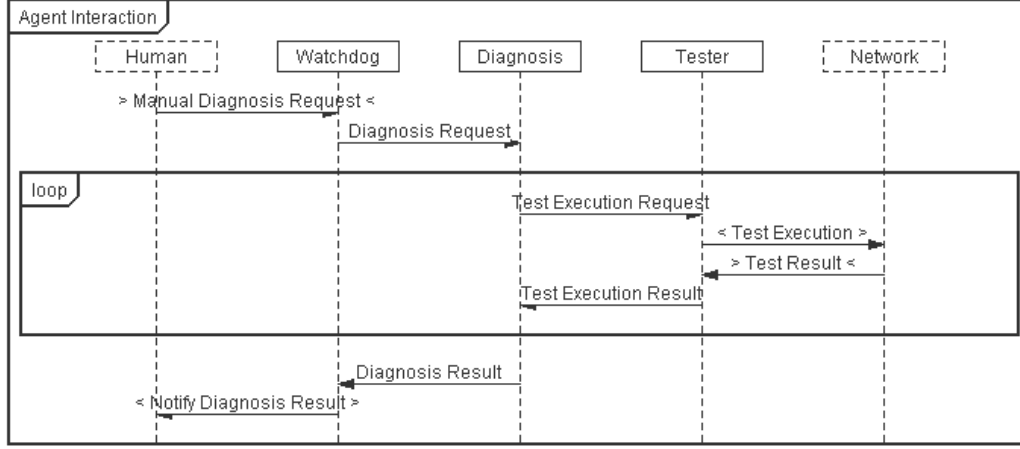 Agent Interaction
Human Watchdog Diagnosis Tester Network
> Manual Diagnosis Request <
Diagnosis Request
loop
Test Execution Request
< Test Execution >
> Test Result <
Test Execution Result
Diagnosis Result
< Notify Diagnosis Result >